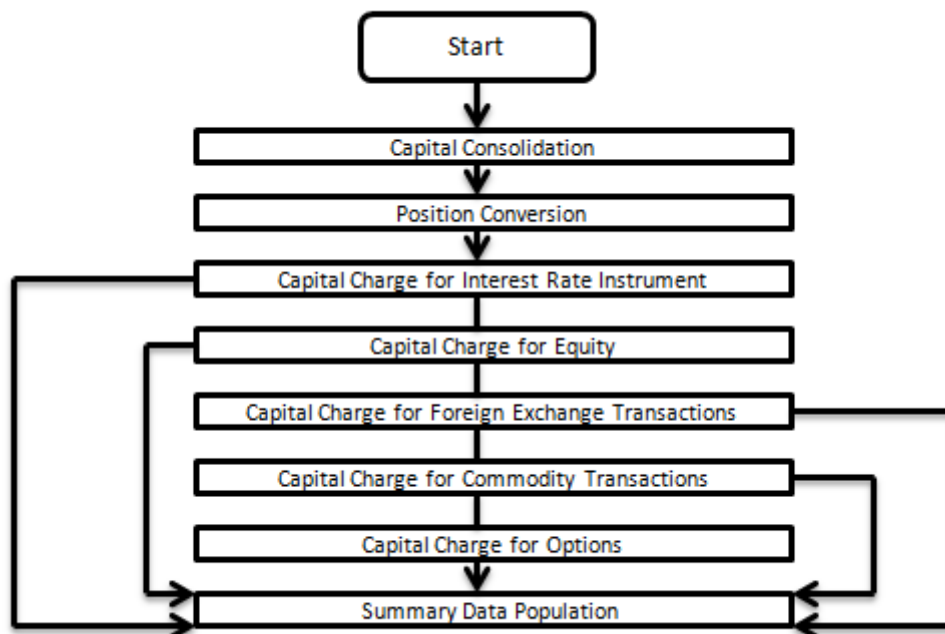 Start
Capital Consolidation
Position Conversion
Capital Charge for Interest Rate Instrument
Capital Charge for Equity
Capital Charge for Foreign Exchange Transactions
Capital Charge for Commodity Transactions
Capital Charge for Options
Summary Data Population